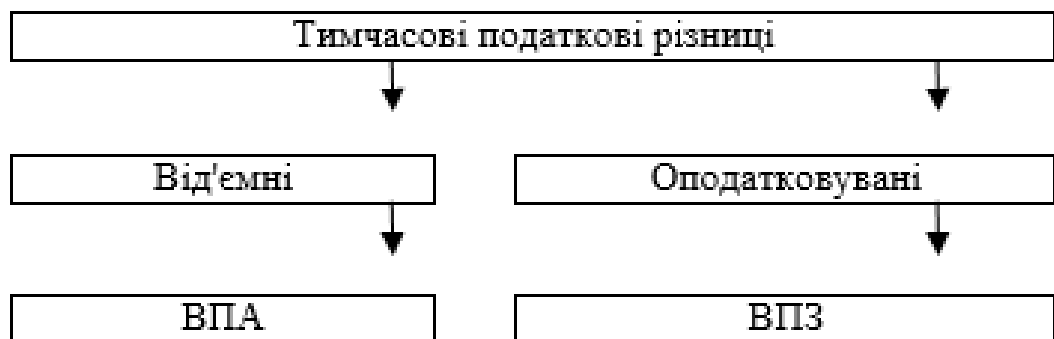 Тимчасові податкові різниці
Від'ємні
Оподатковувані
ВПА
ВПЗ